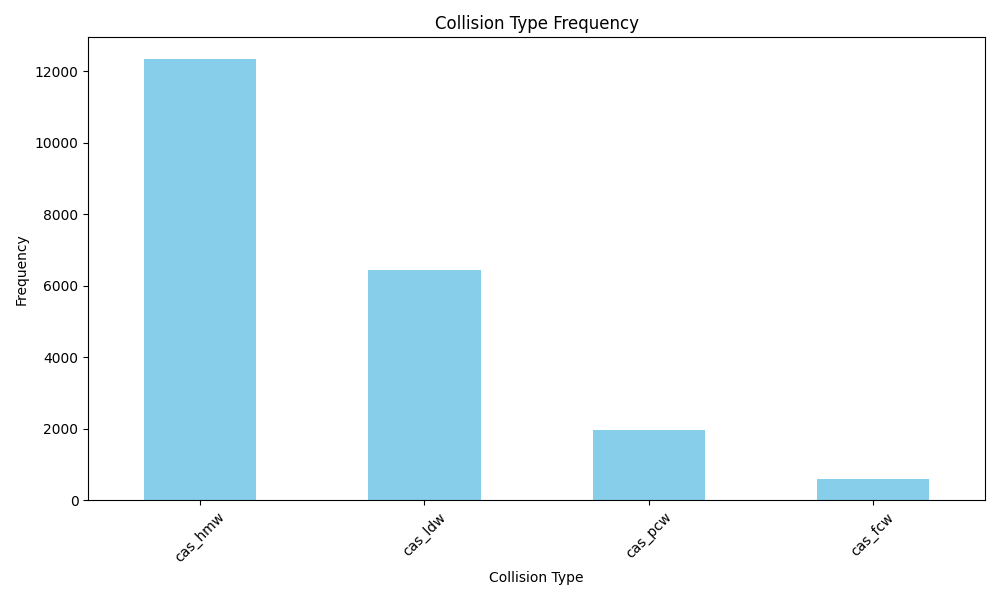 Collision Type Frequency
Frequency
12000
10000
8000
6000
4000
2000
0
cas_hmw
cas_ldw
cas_pcw
cas_fcw
Collision Type